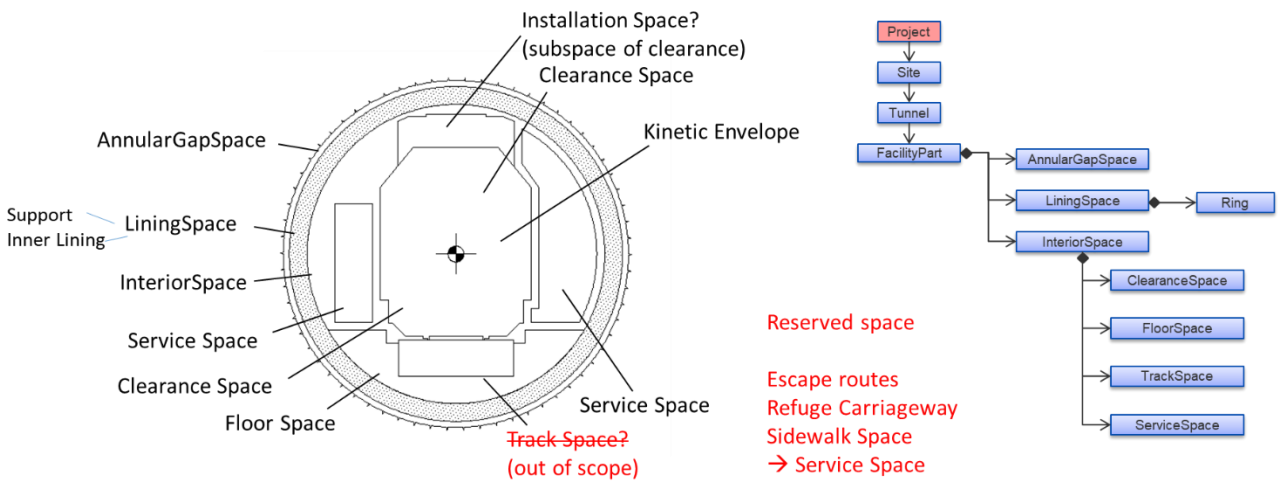 Installation Space?
(subspace of clearance)
Clearance Space
Kinetic Envelope
AnnularGapSpace
Support
Inner Lining
LiningSpace
InteriorSpace
Service Space
Clearance Space
Floor Space
Track Space?
(out of scope)
Service Space
Reserved space
Escape routes
Refuge Carriageway
Sidewalk Space
→ Service Space
Project
Site
Tunnel
FacilityPart
AnnularGapSpace
LiningSpace
Ring
InteriorSpace
ClearanceSpace
FloorSpace
TrackSpace
ServiceSpace